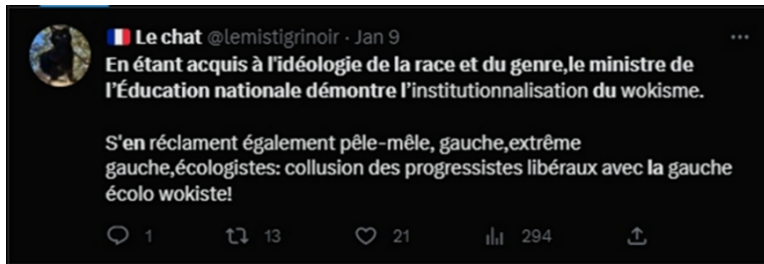 🇫🇷 Le chat @lemistigrinoir · Jan 9
En étant acquis à l'idéologie de la race et du genre,le ministre de
l’Éducation nationale démontre l’institutionnalisation du wokisme.
S'en réclament également pêle-mêle, gauche,extrême
gauche,écologistes: collusion des progressistes libéraux avec la gauche
écolo wokiste!
1 13 21 294